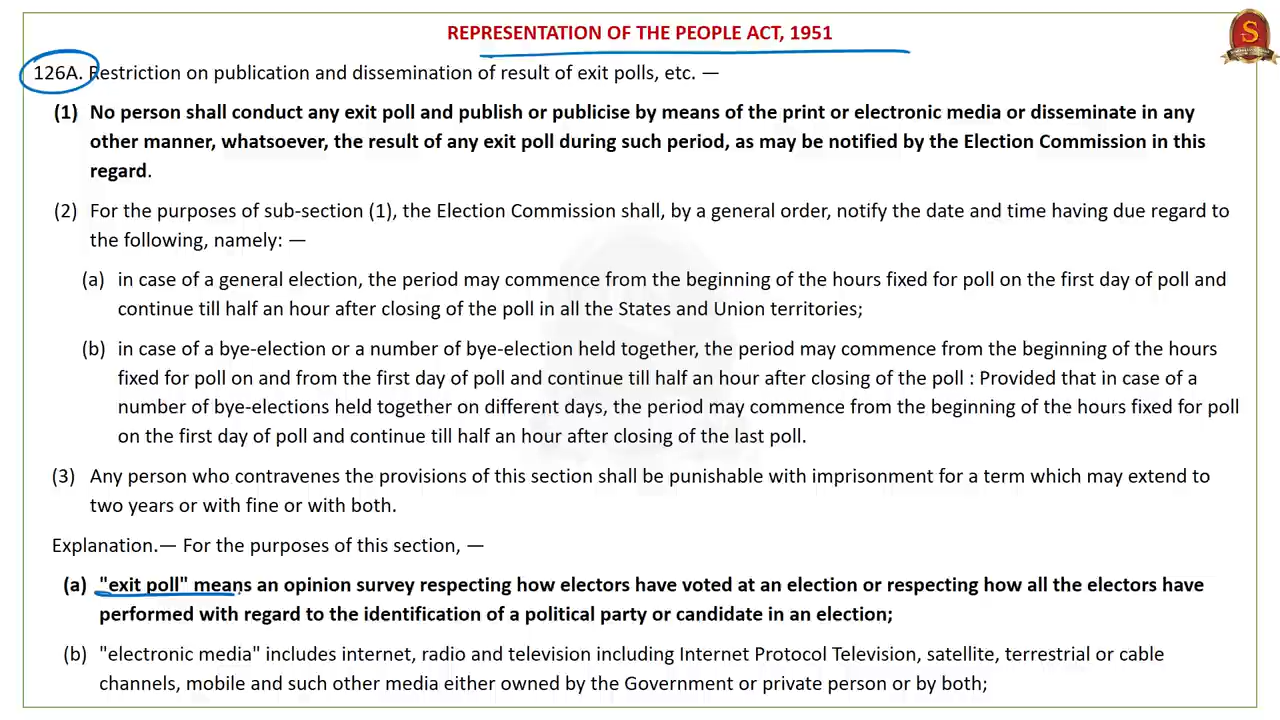 REPRESENTATION OF THE PEOPLE ACT, 1951
S
126A. Restriction on publication and dissemination of result of exit polls, etc. —
(1) No person shall conduct any exit poll and publish or publicise by means of the print or electronic media or disseminate in any
other manner, whatsoever, the result of any exit poll during such period, as may be notified by the Election Commission in this
regard.
(2) For the purposes of sub-section (1), the Election Commission shall, by a general order, notify the date and time having due regard to
the following, namely: —
(a) in case of a general election, the period may commence from the beginning of the hours fixed for poll on the first day of poll and
continue till half an hour after closing of the poll in all the States and Union territories;
(b) in case of a bye-election or a number of bye-election held together, the period may commence from the beginning of the hours
fixed for poll on and from the first day of poll and continue till half an hour after closing of the poll : Provided that in case of a
number of bye-elections held together on different days, the period may commence from the beginning of the hours fixed for poll
on the first day of poll and continue till half an hour after closing of the last poll.
(3) Any person who contravenes the provisions of this section shall be punishable with imprisonment for a term which may extend to
two years or with fine or with both.
Explanation.— For the purposes of this section, —
(a) "exit poll" means an opinion survey respecting how electors have voted at an election or respecting how all the electors have
performed with regard to the identification of a political party or candidate in an election;
(b) "electronic media" includes internet, radio and television including Internet Protocol Television, satellite, terrestrial or cable
channels, mobile and such other media either owned by the Government or private person or by both;